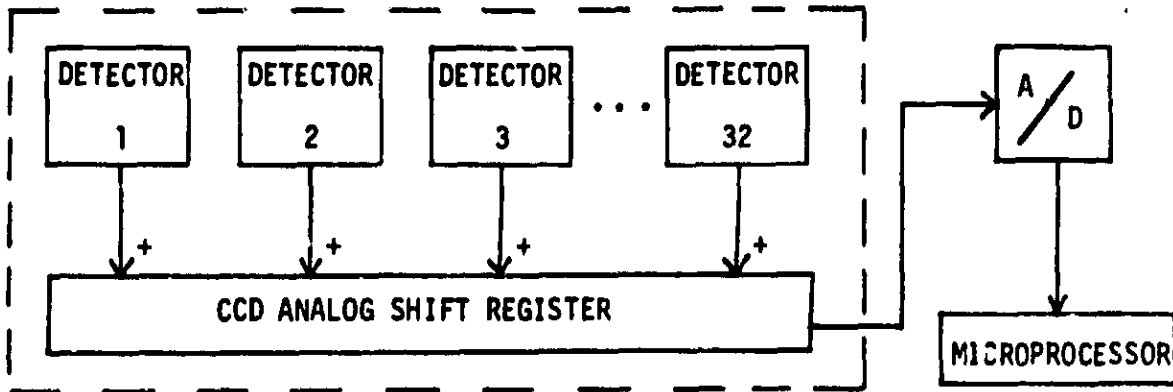 DETECTOR
1
DETECTOR
2
DETECTOR
3
...
DETECTOR
32
A/D
+
+
+
+
CCD ANALOG SHIFT REGISTER
MICROPROCESSOR